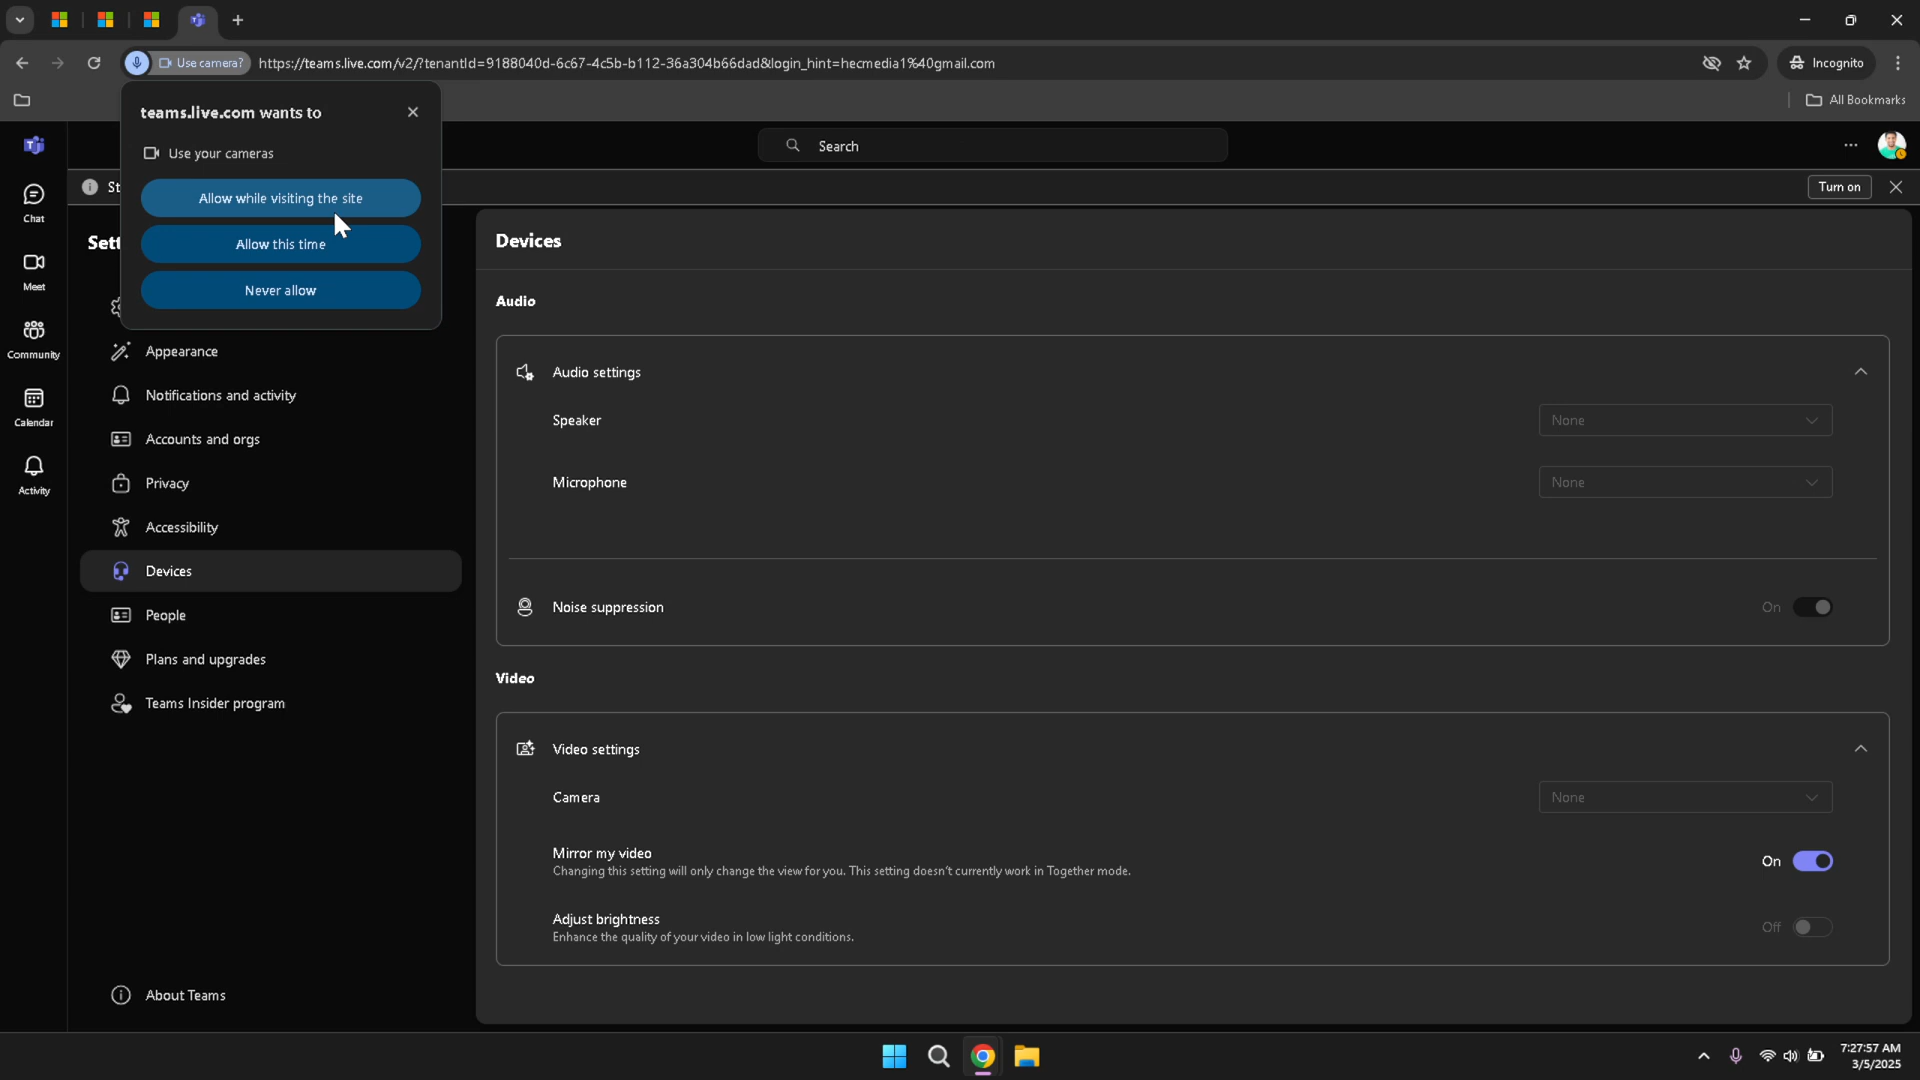 Use camera?
https://teams.live.com/v2/?tenantId=9188040d-6c67-4c5b-b112-36a304b66dad&login_hint=hecmedia1%40gmail.com
Incognito
All Bookmarks
teams.live.com wants to
Use your cameras
Allow while visiting the site
Allow this time
Never allow
Search
St
Turn on
Chat
Meet
Community
Calendar
Activity
Sett
Appearance
Notifications and activity
Accounts and orgs
Privacy
Accessibility
Devices
People
Plans and upgrades
Teams Insider program
About Teams
Devices
Audio
Audio settings
Speaker
None
Microphone
None
Noise suppression
On
Video
Video settings
Camera
None
Mirror my video
On
Changing this setting will only change the view for you. This setting doesn't currently work in Together mode.
Adjust brightness
Off
Enhance the quality of your video in low light conditions.
7:27:57 AM
3/5/2025